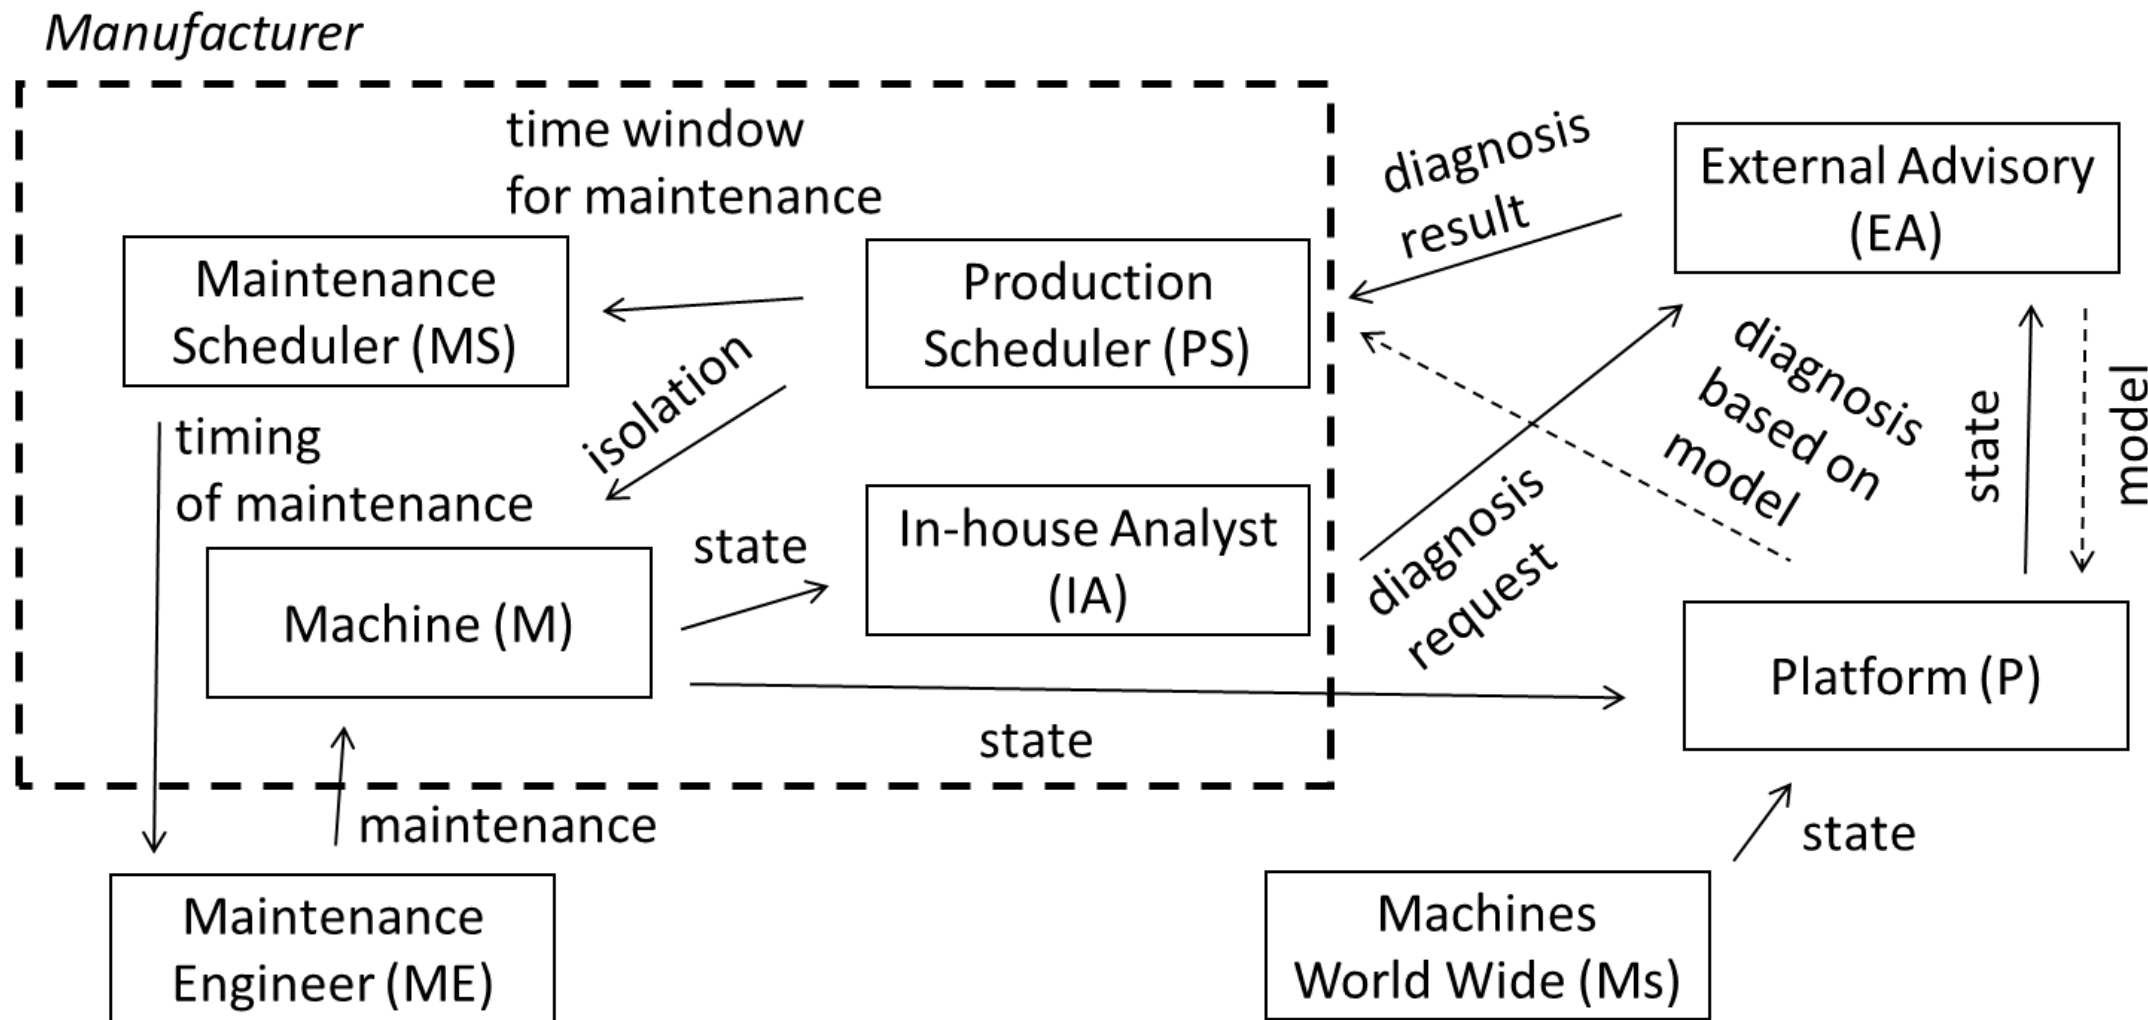 Manufacturer
time window
for maintenance
diagnosis
result
External Advisory
(EA)
Maintenance
Scheduler (MS)
Production
Scheduler (PS)
isolation
diagnosis
based on
model
state
model
timing
of maintenance
state
In-house Analyst
(IA)
diagnosis
request
Machine (M)
Platform (P)
state
maintenance
state
Maintenance
Engineer (ME)
Machines
World Wide (Ms)